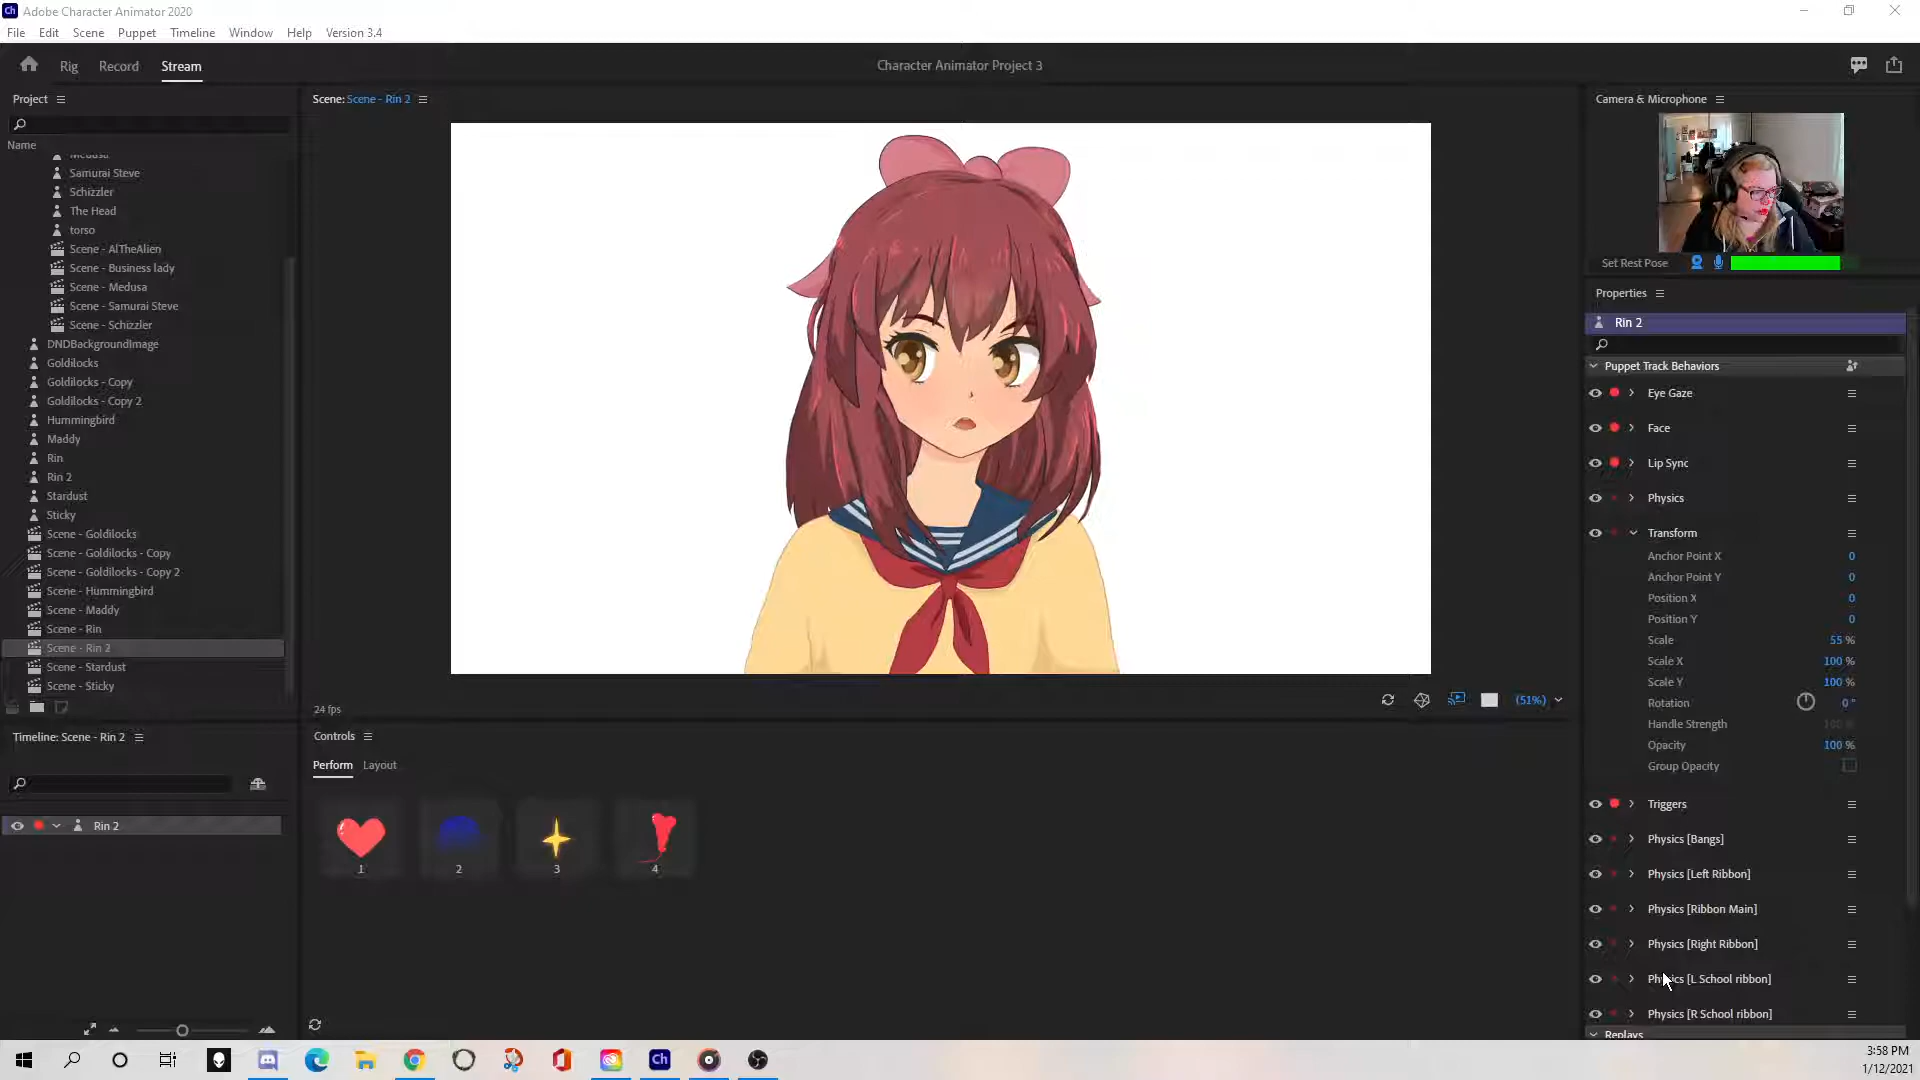 Ch Adobe Character Animator 2020
File Edit Scene Puppet Timeline Window Help Version 3.4
Rig Record Stream
Character Animator Project 3
Project
Name
Medusa
Samurai Steve
Schizzler
The Head
torso
Scene - AlTheAlien
Scene - Business lady
Scene - Medusa
Scene - Samurai Steve
Scene - Schizzler
DNDBackgroundImage
Goldilocks
Goldilocks - Copy
Goldilocks - Copy 2
Hummingbird
Maddy
Rin
Rin 2
Stardust
Sticky
Scene - Goldilocks
Scene - Goldilocks - Copy
Scene - Goldilocks - Copy 2
Scene - Hummingbird
Scene - Maddy
Scene - Rin
Scene - Rin 2
Scene - Stardust
Scene - Sticky
Timeline: Scene - Rin 2
Rin 2
Scene: Scene - Rin 2
24 fps
(51%)
Controls
Perform Layout
1 2 3 4
Camera & Microphone
Set Rest Pose
Properties
Rin 2
Puppet Track Behaviors
Eye Gaze
Face
Lip Sync
Physics
Transform
Anchor Point X 0
Anchor Point Y 0
Position X 0
Position Y 0
Scale 55 %
Scale X 100 %
Scale Y 100 %
Rotation 0 °
Handle Strength 100 %
Opacity 100 %
Group Opacity
Triggers
Physics [Bangs]
Physics [Left Ribbon]
Physics [Ribbon Main]
Physics [Right Ribbon]
Physics [L School ribbon]
Physics [R School ribbon]
Replays
Ch
3:58 PM
1/12/2021